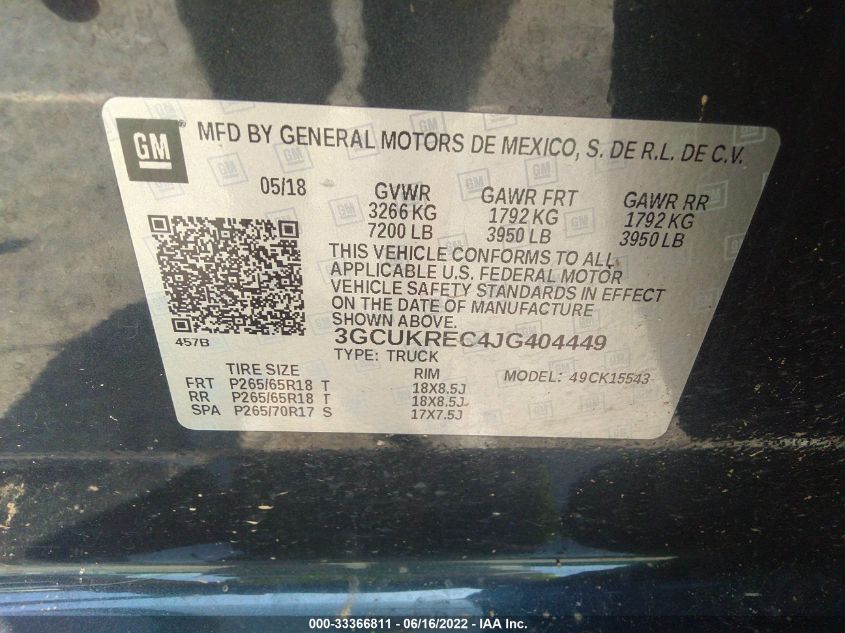 GM
MFD BY GENERAL MOTORS DE MEXICO, S. DE R.L. DE C.V.
05/18 GVWR GAWR FRT GAWR RR
3266 KG 1792 KG 1792 KG
7200 LB 3950 LB 3950 LB
THIS VEHICLE CONFORMS TO ALL
APPLICABLE U.S. FEDERAL MOTOR
VEHICLE SAFETY STANDARDS IN EFFECT
ON THE DATE OF MANUFACTURE
SHOWN ABOVE.
457B
3GCUKREC4JG404449
TYPE: TRUCK
TIRE SIZE RIM MODEL: 49CK15543
FRT P265/65R18 T 18X8.5J
RR P265/65R18 T 18X8.5J
SPA P265/70R17 S 17X7.5J
000-33366811 - 06/16/2022 - IAA Inc.